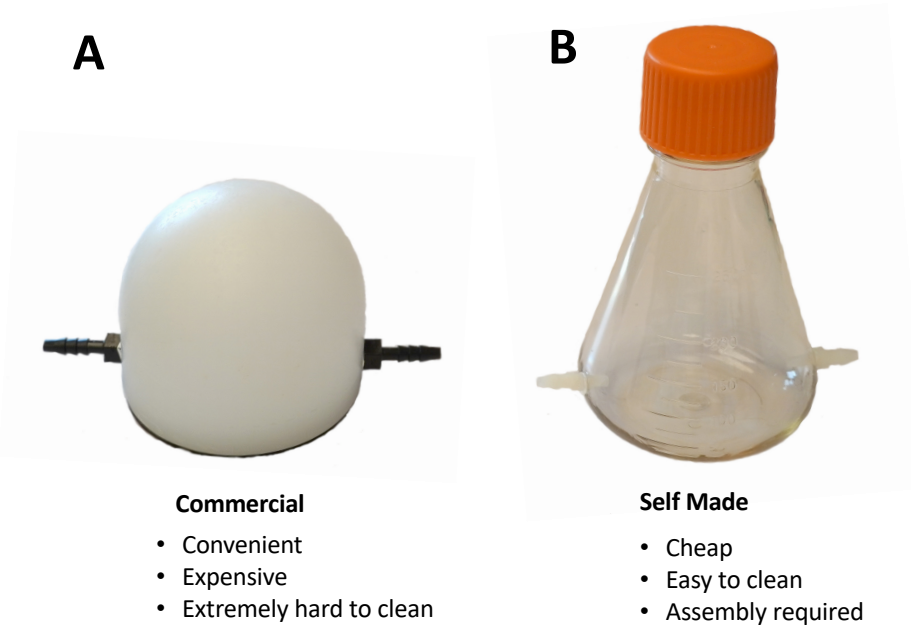 A
B
Commercial
• Convenient
• Expensive
• Extremely hard to clean
Self Made
• Cheap
• Easy to clean
• Assembly required